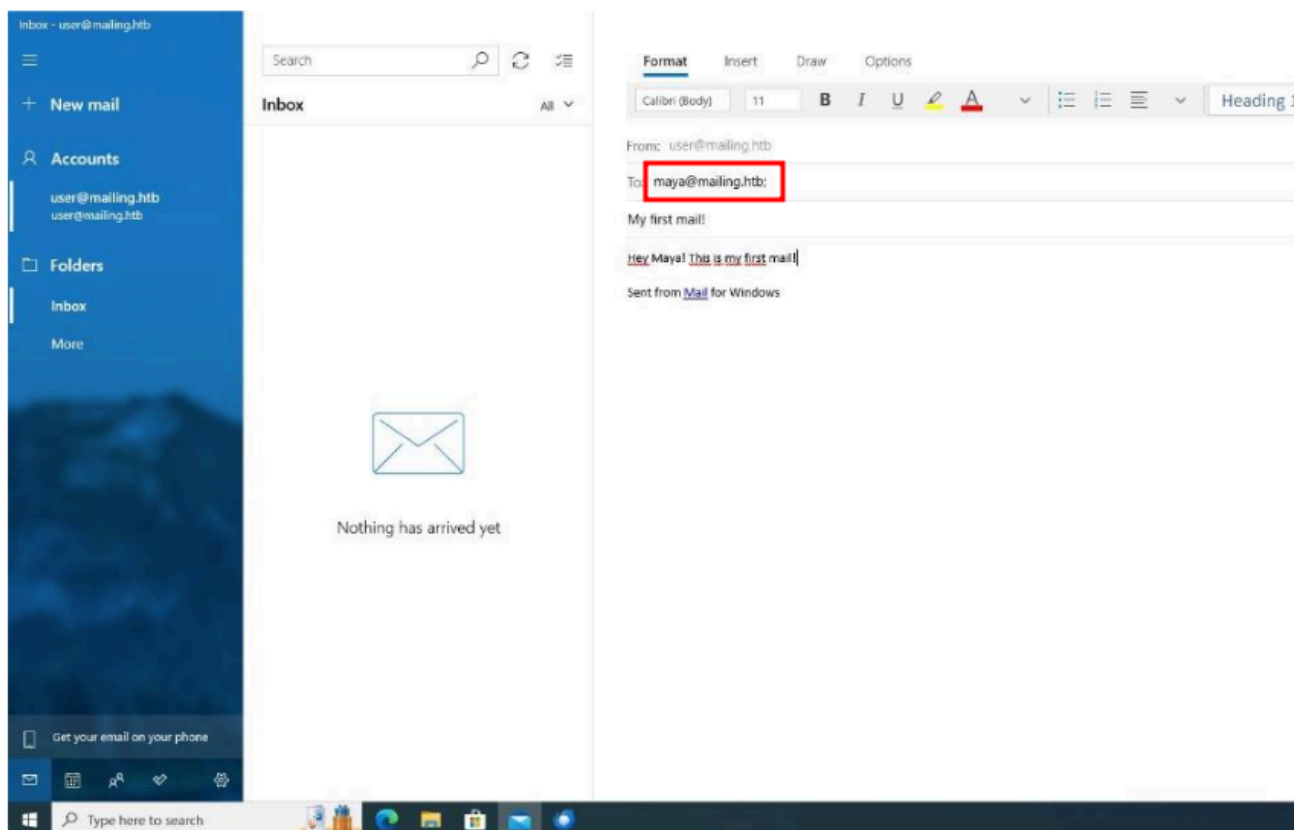 Inbox - user@mailing.htb
New mail
Accounts
user@mailing.htb
user@mailing.htb
Folders
Inbox
More
Get your email on your phone
Type here to search
Search
Inbox
All
Nothing has arrived yet
Format Insert Draw Options
Calibri (Body) 11 B I U A Heading 1
From: user@mailing.htb
To: maya@mailing.htb;
My first mail!
Hey Maya! This is my first mail!
Sent from Mail for Windows